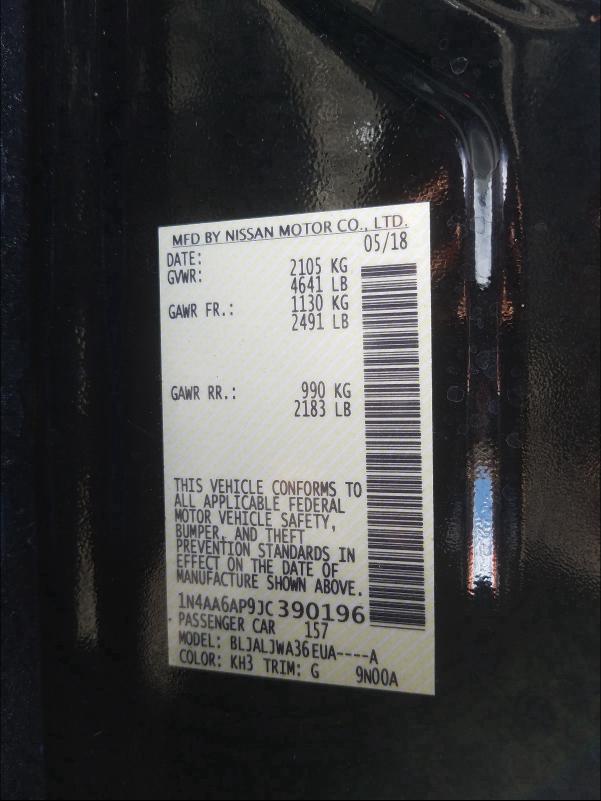 MFD BY NISSAN MOTOR CO., LTD.
DATE: 05/18
GVWR: 2105 KG
4641 LB
GAWR FR.: 1130 KG
2491 LB
GAWR RR.: 990 KG
2183 LB
THIS VEHICLE CONFORMS TO
ALL APPLICABLE FEDERAL
MOTOR VEHICLE SAFETY,
BUMPER, AND THEFT
PREVENTION STANDARDS IN
EFFECT ON THE DATE OF
MANUFACTURE SHOWN ABOVE.
1N4AA6AP9JC390196
PASSENGER CAR 157
MODEL: BLJALJWA36EUA----A
COLOR: KH3 TRIM: G 9N00A